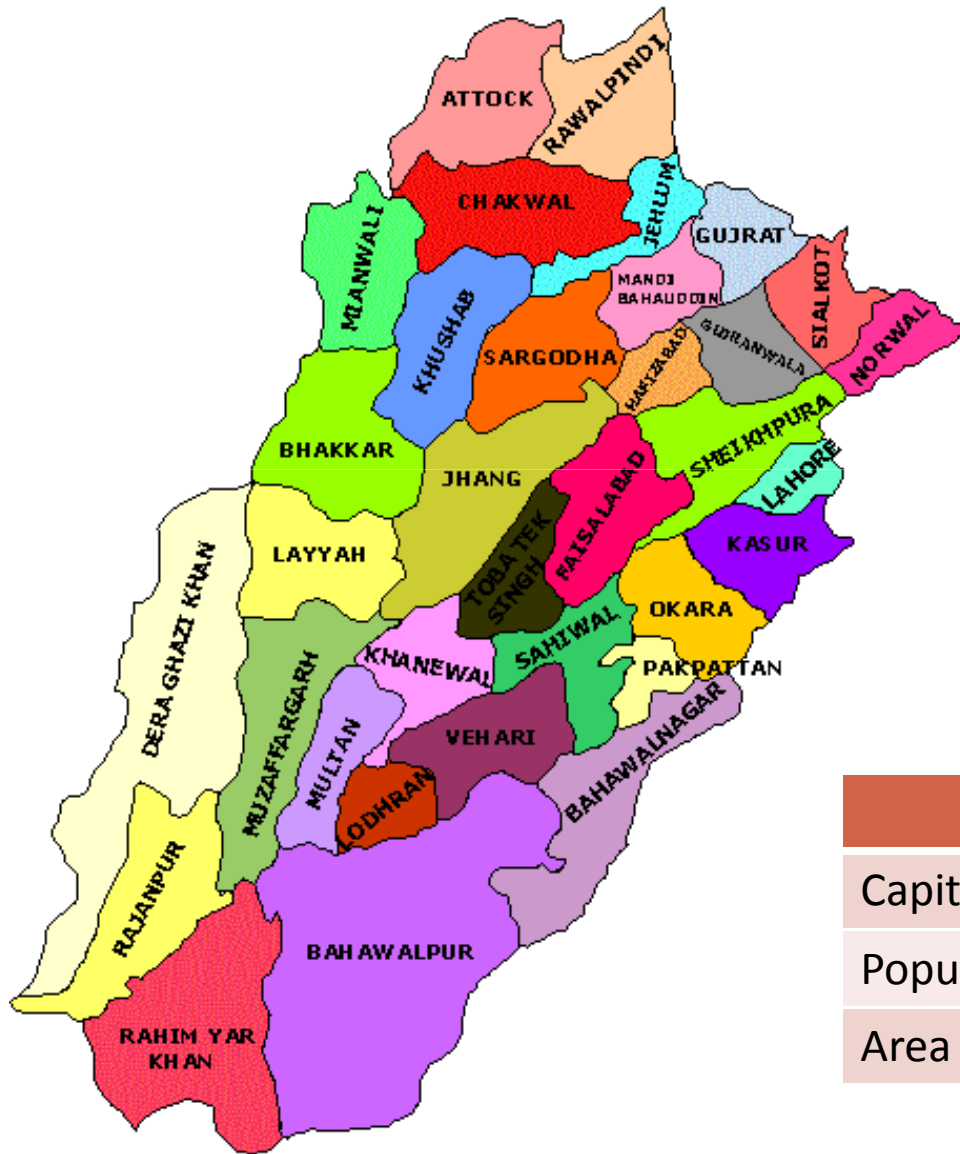 ATTOCK
RAWALPINDI
CHAKWAL
JEHLUM
GUJRAT
MIANWALI
MANDI
BAHAUDDIN
SIALKOT
NORWAL
KHUSHAB
SARGODHA
HAFIZABAD
GUJRANWALA
BHAKKAR
JHANG
SHEIKHPURA
FAISALABAD
LAHORE
LAYYAH
TOBA TEK
SINGH
KASUR
DERA GHAZI KHAN
OKARA
SAHIWAL
KHANEWAL
PAKPATTAN
MUZAFFARGARH
MULTAN
VEHARI
BAHAWALNAGAR
LODHRAN
RAJANPUR
BAHAWALPUR
RAHIM YAR
KHAN
Capit
Popu
Area